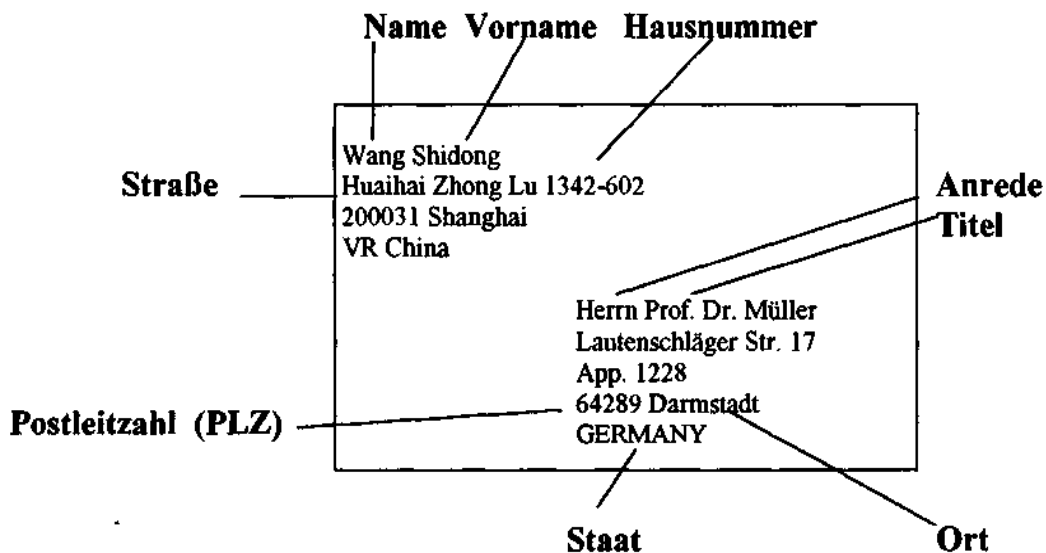 Name Vorname Hausnummer
Wang Shidong
Straße
Huaihai Zhong Lu 1342-602
200031 Shanghai
VR China
Anrede
Titel
Herrn Prof. Dr. Müller
Lautenschläger Str. 17
App. 1228
Postleitzahl (PLZ)
64289 Darmstadt
GERMANY
Staat
Ort